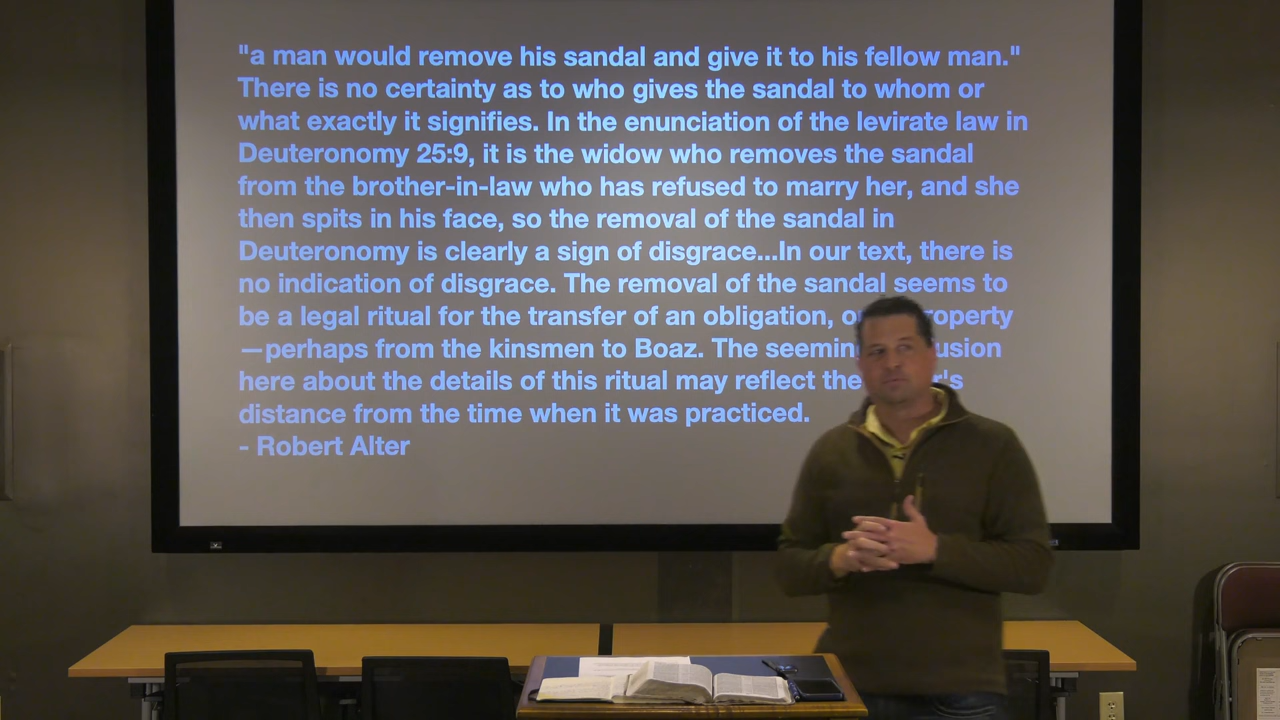 "a man would remove his sandal and give it to his fellow man."
There is no certainty as to who gives the sandal to whom or
what exactly it signifies. In the enunciation of the levirate law in
Deuteronomy 25:9, it is the widow who removes the sandal
from the brother-in-law who has refused to marry her, and she
then spits in his face, so the removal of the sandal in
Deuteronomy is clearly a sign of disgrace...In our text, there is
no indication of disgrace. The removal of the sandal seems to
be a legal ritual for the transfer of an obligation, or
—perhaps from the kinsmen to Boaz. The
here about the details of this ritual may reflect the
distance from the time when it was practiced.
- Robert Alter